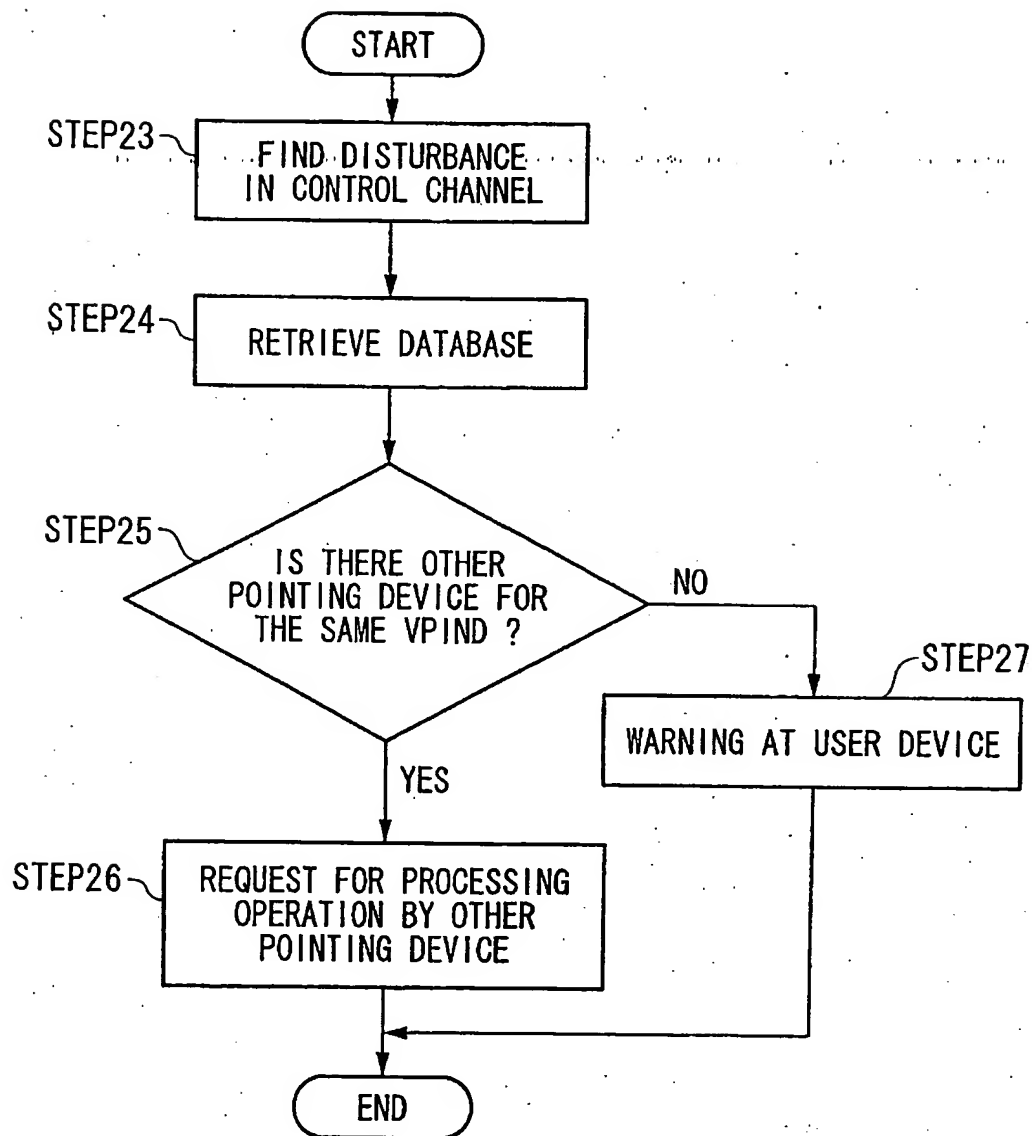 START
STEP23
FIND DISTURBANCE
IN CONTROL CHANNEL
STEP24
RETRIEVE DATABASE
STEP25
IS THERE OTHER
POINTING DEVICE FOR
THE SAME VPIND ?
NO
STEP27
WARNING AT USER DEVICE
YES
STEP26
REQUEST FOR PROCESSING
OPERATION BY OTHER
POINTING DEVICE
END